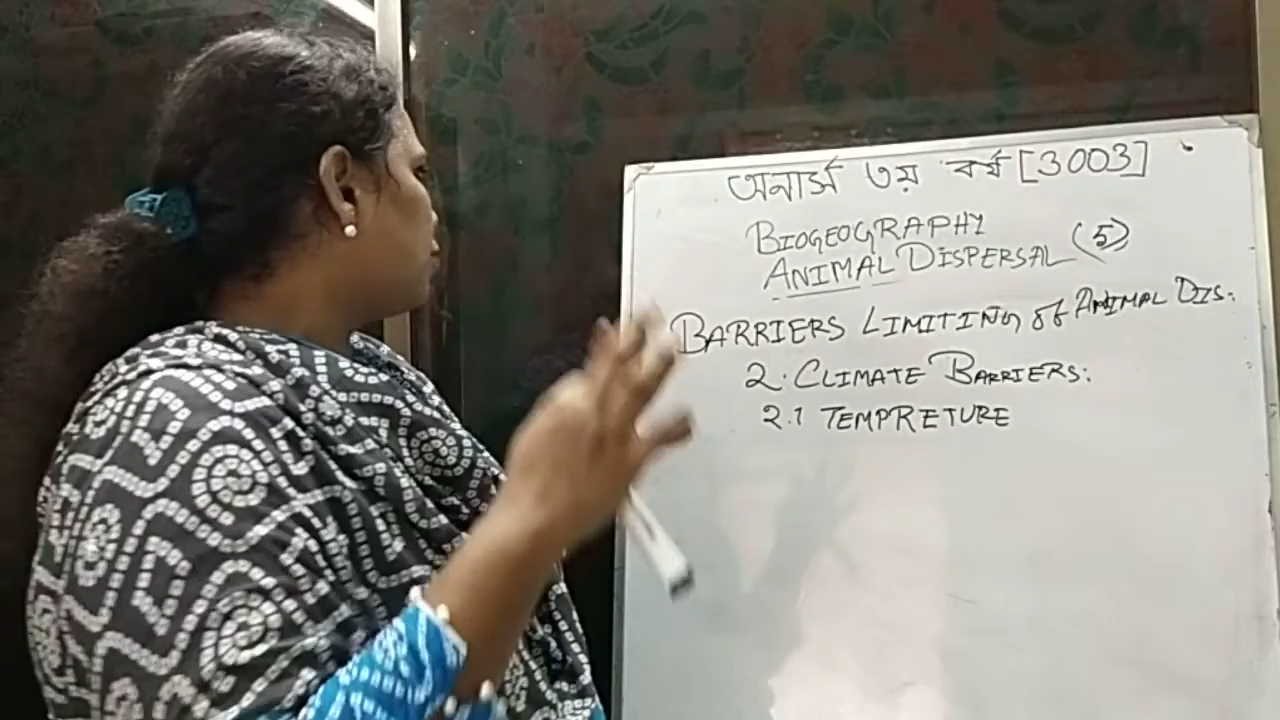 অনার্স ৩য় বর্ষ [3003]
BIOGEOGRAPHY
ANIMAL DISPERSAL (5)
BARRIERS LIMITING of ANIMAL DIS.
2. CLIMATE BARRIERS:
2.1 TEMPRETURE